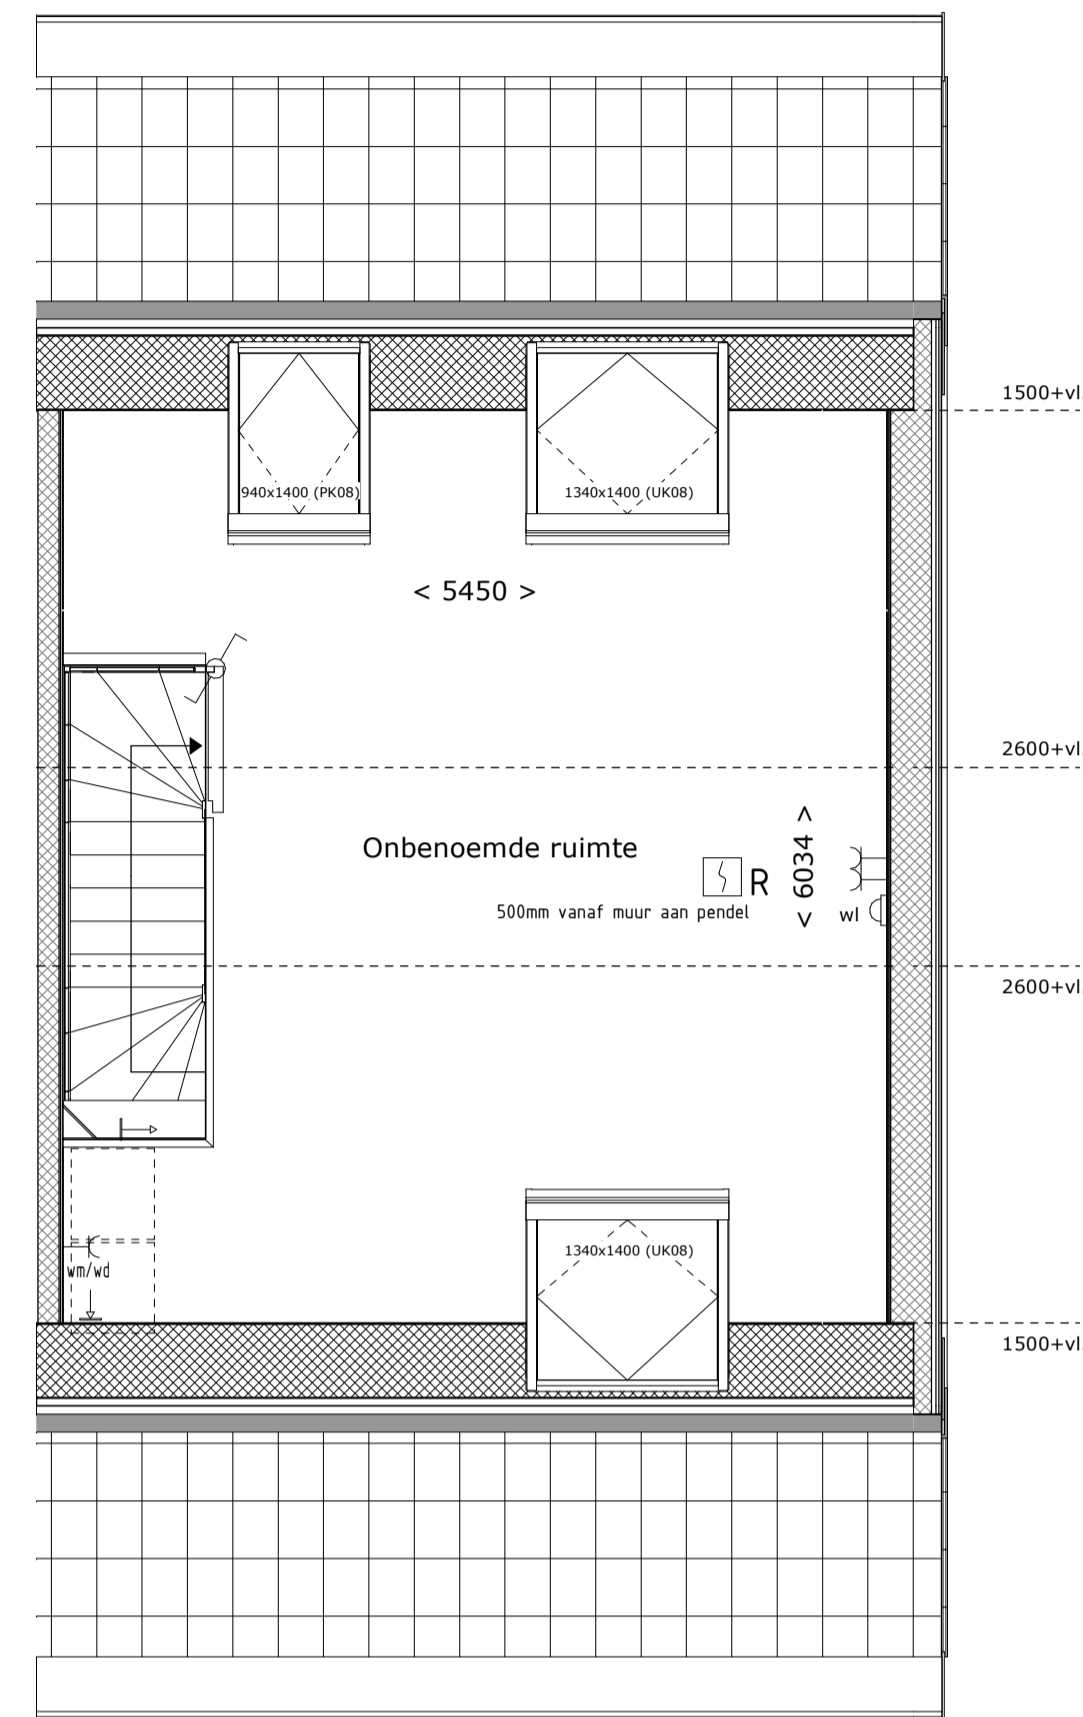 1500+vl.
940x1400 (PK08)
1340x1400 (UK08)
< 5450 >
2600+vl.
Onbenoemde ruimte
R
< 6034 >
500mm vanaf muur aan pendel
wl
2600+vl.
1340x1400 (UK08)
wm/wd
1500+vl.